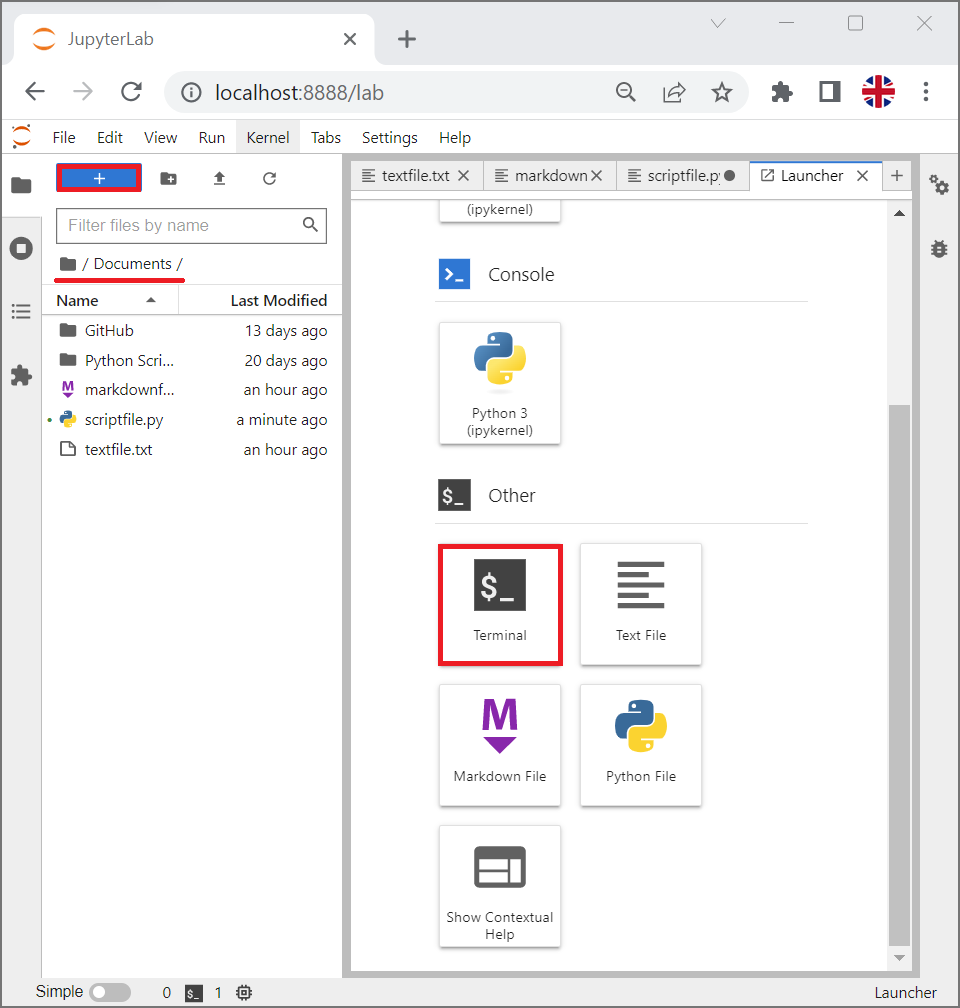 JupyterLab
localhost:8888/lab
File Edit View Run Kernel Tabs Settings Help
textfile.txt markdown scriptfile.py Launcher
Filter files by name
/ Documents /
Name Last Modified
GitHub 13 days ago
Python Scri... 20 days ago
markdownf... an hour ago
scriptfile.py a minute ago
textfile.txt an hour ago
(ipykernel)
Console
Python 3
(ipykernel)
$_ Other
$_
Terminal
Text File
M
Markdown File
Python File
Show Contextual
Help
Simple 0 $_ 1 Launcher